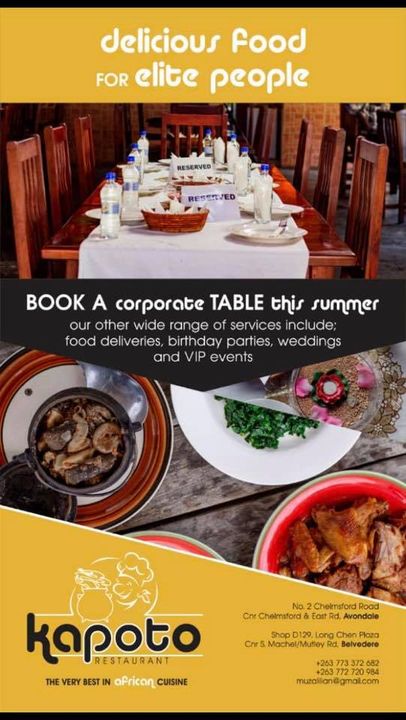 delicious Food
FOR elite people
RESERVED
RESERVED
BOOK A corporate TABLE this summer
our other wide range of services include;
food deliveries, birthday parties, weddings
and VIP events
kapoto
RESTAURANT
THE VERY BEST IN african CUISINE
No. 2 Chelmsford Road
Cnr Chelmsford & East Rd, Avondale
Shop D129, Long Chen Plaza
Cnr S. Machel/Mutley Rd, Belvedere
+263 773 372 682
+263 772 720 984
muzailian@gmail.com